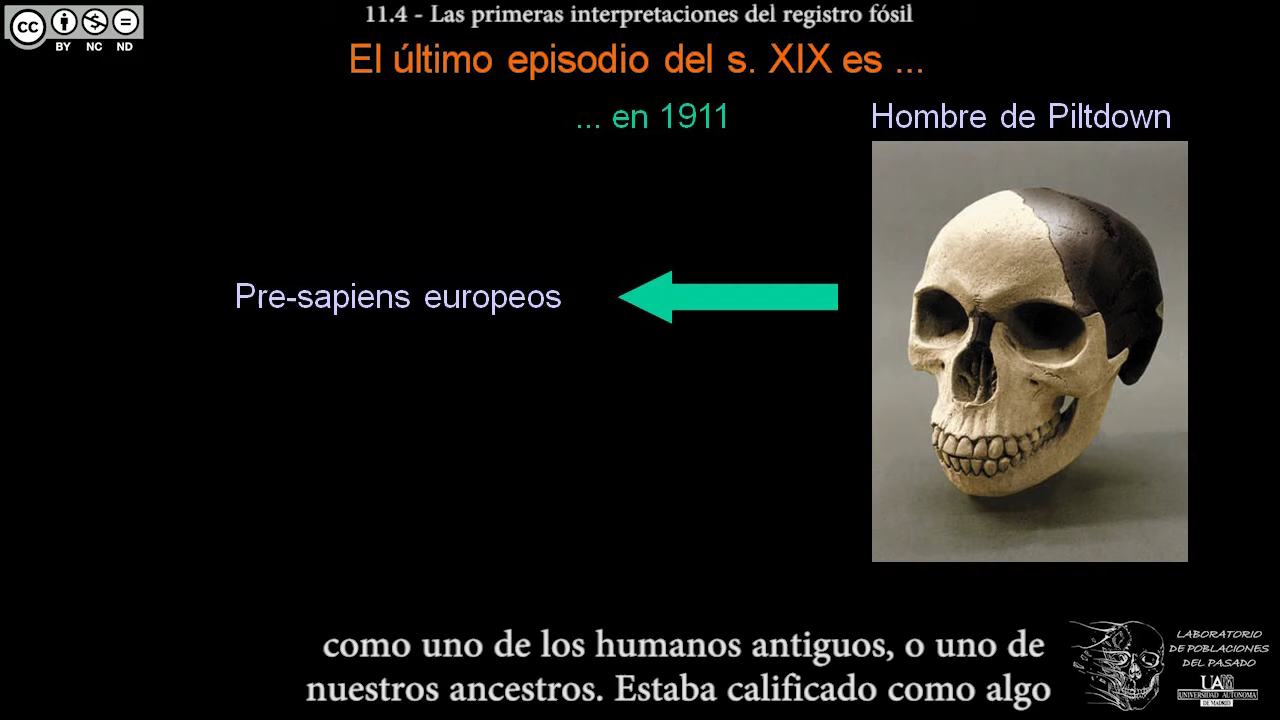 11.4 - Las primeras interpretaciones del registro fósil
cc
BY NC ND
El último episodio del s. XIX es ...
... en 1911
Hombre de Piltdown
Pre-sapiens europeos
como uno de los humanos antiguos, o uno de
nuestros ancestros. Estaba calificado como algo
LABORATORIO
DE POBLACIONES
DEL PASADO
UAM
UNIVERSIDAD AUTONOMA
DE MADRID